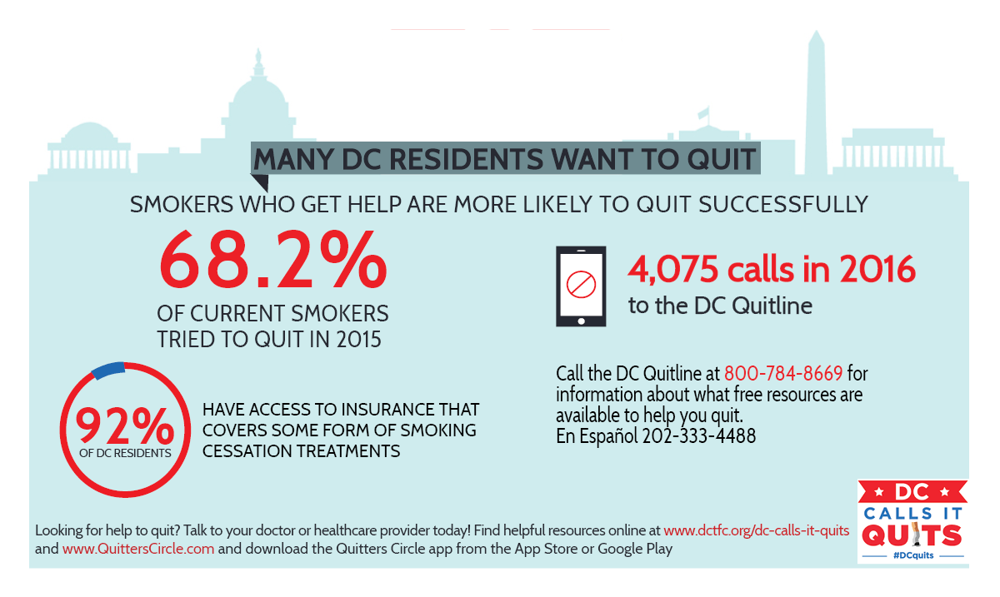 MANY DC RESIDENTS WANT TO QUIT
SMOKERS WHO GET HELP ARE MORE LIKELY TO QUIT SUCCESSFULLY
68.2%
OF CURRENT SMOKERS
TRIED TO QUIT IN 2015
4,075 calls in 2016
to the DC Quitline
92%
OF DC RESIDENTS
HAVE ACCESS TO INSURANCE THAT
COVERS SOME FORM OF SMOKING
CESSATION TREATMENTS
Call the DC Quitline at 800-784-8669 for
information about what free resources are
available to help you quit.
En Español 202-333-4488
Looking for help to quit? Talk to your doctor or healthcare provider today! Find helpful resources online at www.dctfc.org/dc-calls-it-quits
and www.QuittersCircle.com and download the Quitters Circle app from the App Store or Google Play
DC
CALLS IT
QUITS
#DCquits